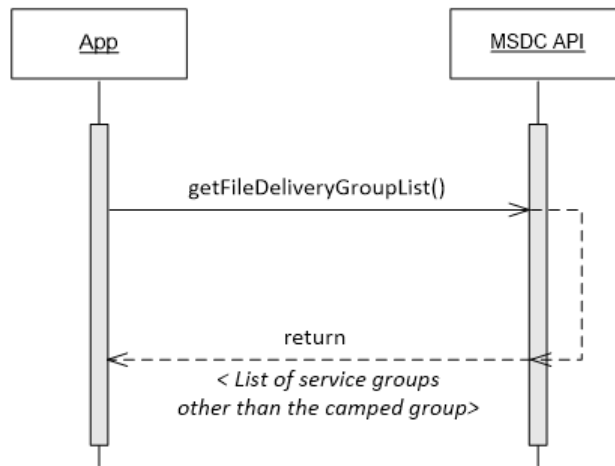 App
MSDC API
getFileDeliveryGroupList()
return
< List of service groups
other than the camped group>